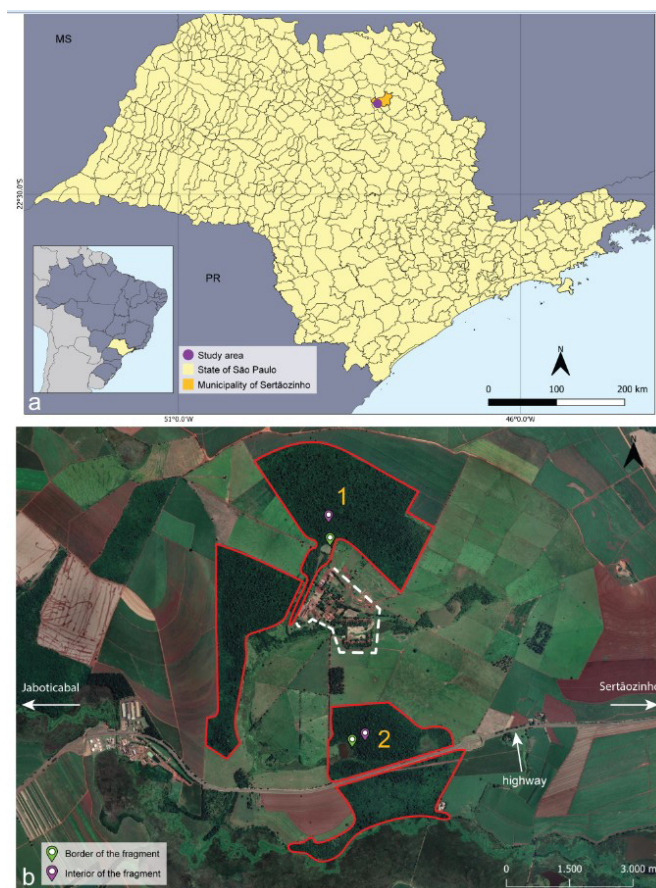 MS
22°30.0'S
PR
Study area
State of São Paulo
Municipality of Sertãozinho
N
0 100 200 km
a
51°0.0'W
46°0.0'W
N
1
Jaboticabal
Sertãozinho
2
highway
Border of the fragment
Interior of the fragment
0 1.500 3.000 m
b